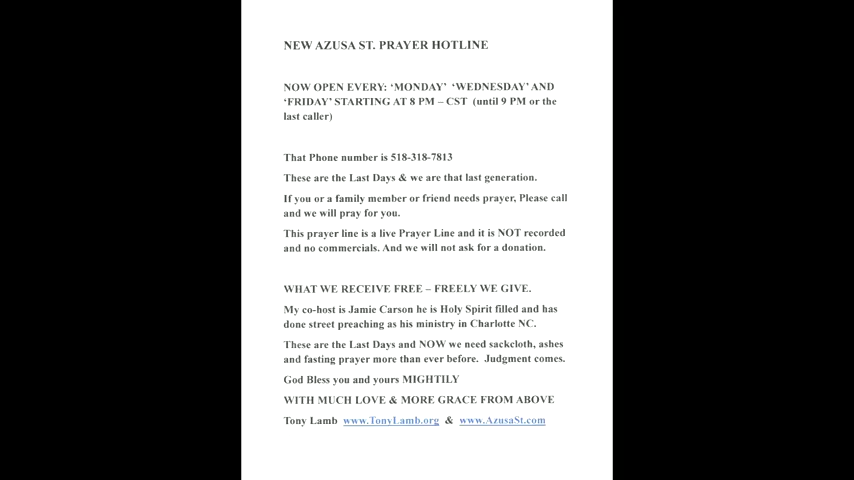 NEW AZUSA ST. PRAYER HOTLINE
NOW OPEN EVERY: ‘MONDAY’ ‘WEDNESDAY’ AND
‘FRIDAY’ STARTING AT 8 PM – CST (until 9 PM or the
last caller)
That Phone number is 518-318-7813
These are the Last Days & we are that last generation.
If you or a family member or friend needs prayer, Please call
and we will pray for you.
This prayer line is a live Prayer Line and it is NOT recorded
and no commercials. And we will not ask for a donation.
WHAT WE RECEIVE FREE – FREELY WE GIVE.
My co-host is Jamie Carson he is Holy Spirit filled and has
done street preaching as his ministry in Charlotte NC.
These are the Last Days and NOW we need sackcloth, ashes
and fasting prayer more than ever before. Judgment comes.
God Bless you and yours MIGHTILY
WITH MUCH LOVE & MORE GRACE FROM ABOVE
Tony Lamb www.TonyLamb.org & www.AzusaSt.com